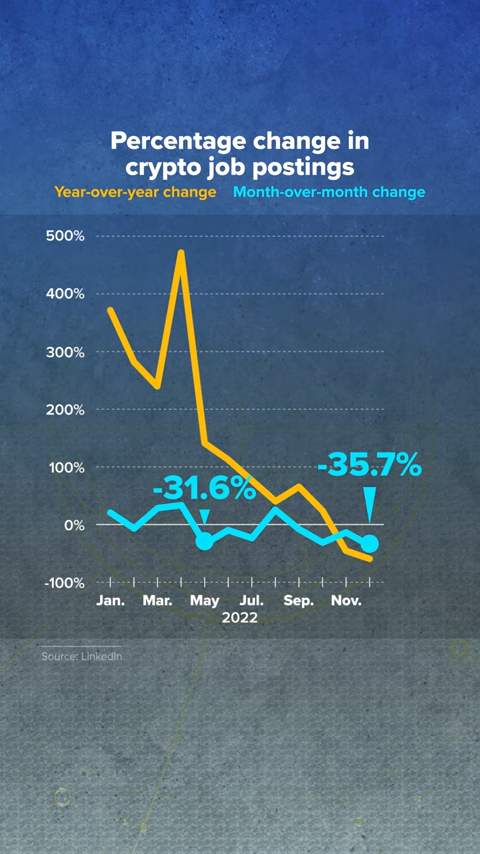 Percentage change in
crypto job postings
Year-over-year change Month-over-month change
500%
400%
300%
200%
100%
0%
-100%
-31.6%
-35.7%
Jan. Mar. May Jul. Sep. Nov.
2022
Source: LinkedIn